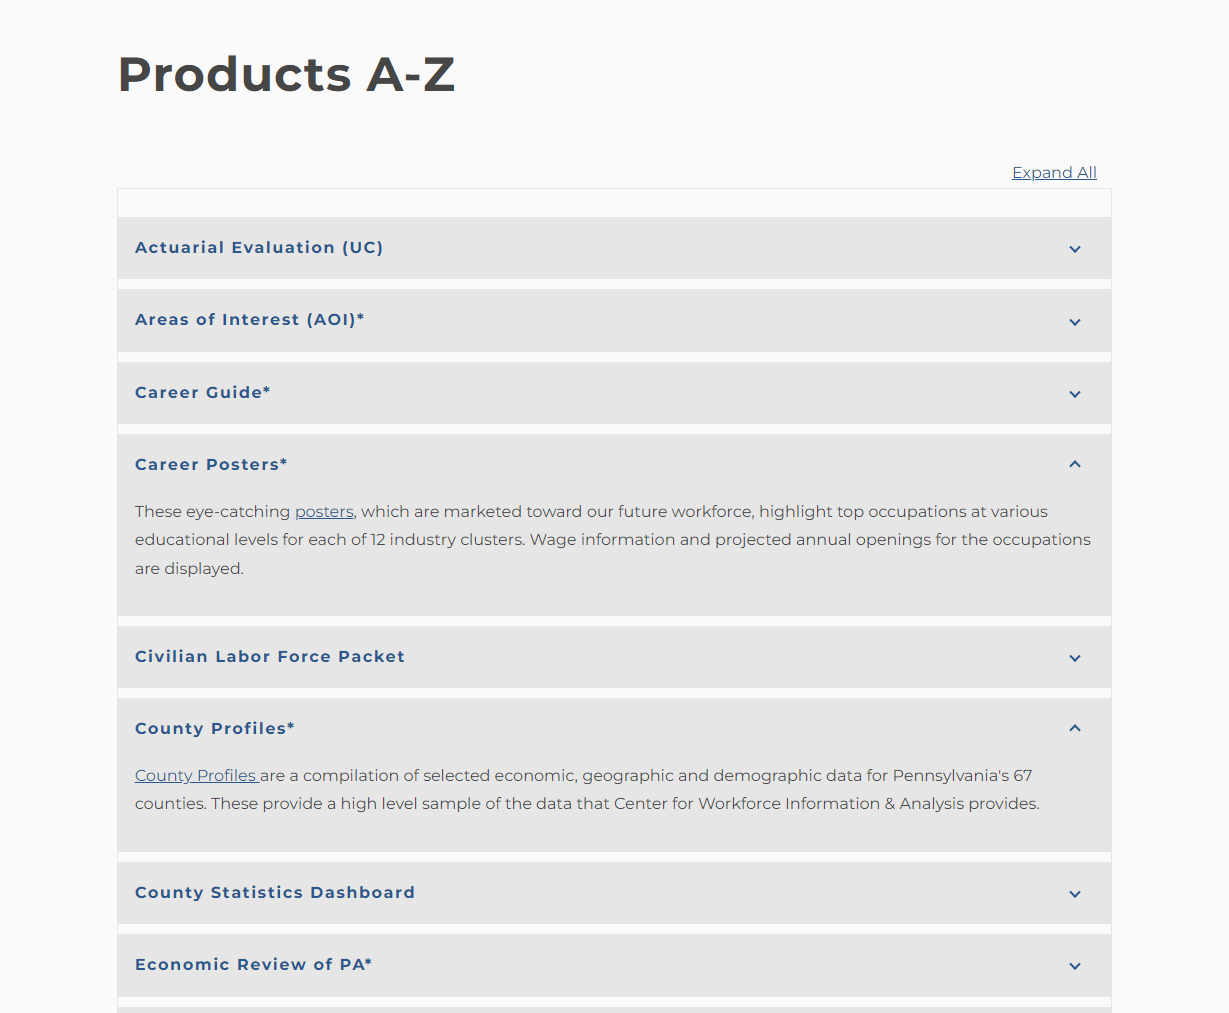 Products A-Z
Expand All
Actuarial Evaluation (UC)
Areas of Interest (AOI)*
Career Guide*
Career Posters*
These eye-catching posters, which are marketed toward our future workforce, highlight top occupations at various
educational levels for each of 12 industry clusters. Wage information and projected annual openings for the occupations
are displayed.
Civilian Labor Force Packet
County Profiles*
County Profiles are a compilation of selected economic, geographic and demographic data for Pennsylvania's 67
counties. These provide a high level sample of the data that Center for Workforce Information & Analysis provides.
County Statistics Dashboard
Economic Review of PA*